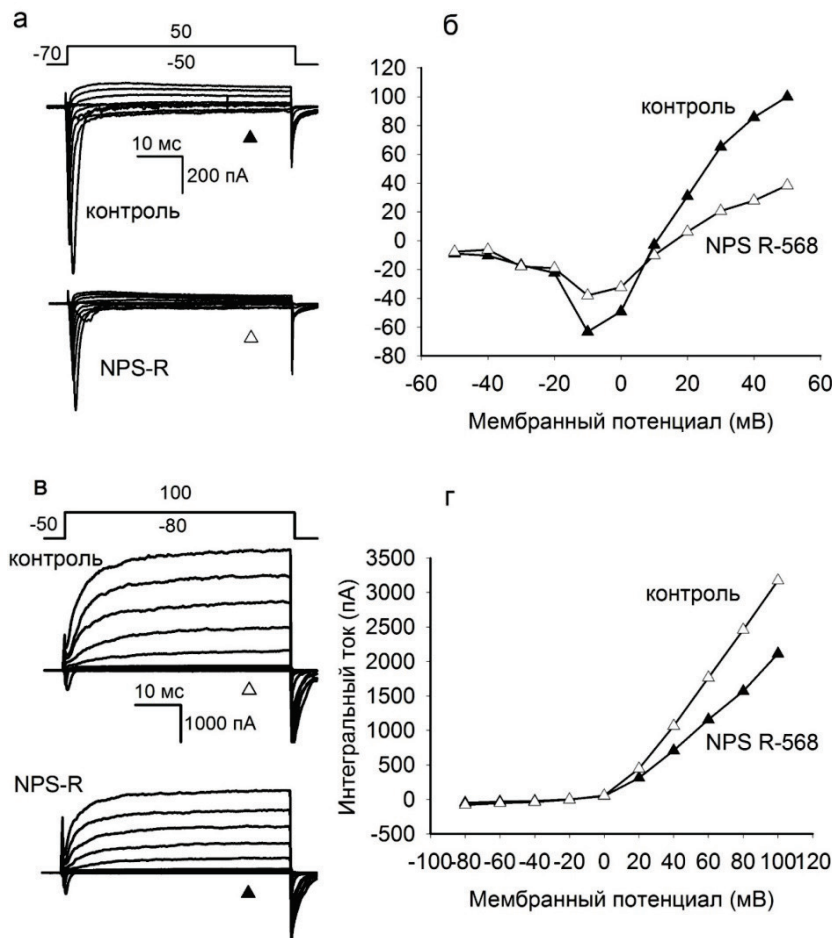 а
50
-70
-50
10 мс
200 пА
контроль
NPS-R
б
120
100
80
60
40
20
0
-20
-40
-60
-80
контроль
NPS R-568
-60 -40 -20 0 20 40 60
Мембранный потенциал (мВ)
в
100
-50
-80
контроль
10 мс
1000 пА
NPS-R
г
Интегральный ток (пА)
3500
3000
2500
2000
1500
1000
500
0
-500
контроль
NPS R-568
-100 -80 -60 -40 -20 0 20 40 60 80 100 120
Мембранный потенциал (мВ)